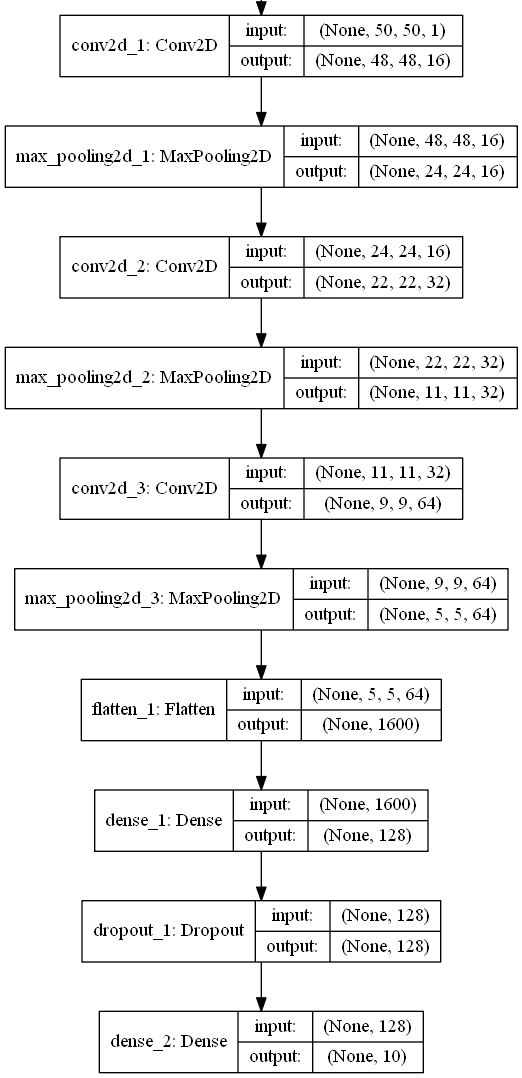 conv2d_1: Conv2D
input:
(None, 50, 50, 1)
output:
(None, 48, 48, 16)
max_pooling2d_1: MaxPooling2D
input:
(None, 48, 48, 16)
output:
(None, 24, 24, 16)
conv2d_2: Conv2D
input:
(None, 24, 24, 16)
output:
(None, 22, 22, 32)
max_pooling2d_2: MaxPooling2D
input:
(None, 22, 22, 32)
output:
(None, 11, 11, 32)
conv2d_3: Conv2D
input:
(None, 11, 11, 32)
output:
(None, 9, 9, 64)
max_pooling2d_3: MaxPooling2D
input:
(None, 9, 9, 64)
output:
(None, 5, 5, 64)
flatten_1: Flatten
input:
(None, 5, 5, 64)
output:
(None, 1600)
dense_1: Dense
input:
(None, 1600)
output:
(None, 128)
dropout_1: Dropout
input:
(None, 128)
output:
(None, 128)
dense_2: Dense
input:
(None, 128)
output:
(None, 10)